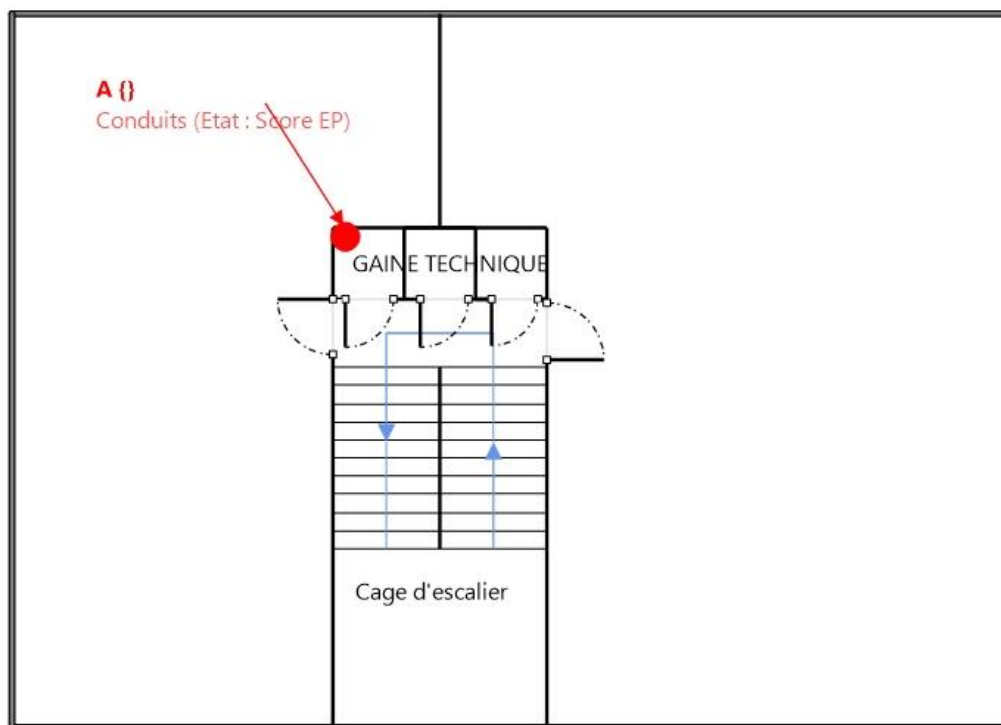 A {}
Conduits (Etat : Score EP)
GAINE TECHNIQUE
Cage d'escalier